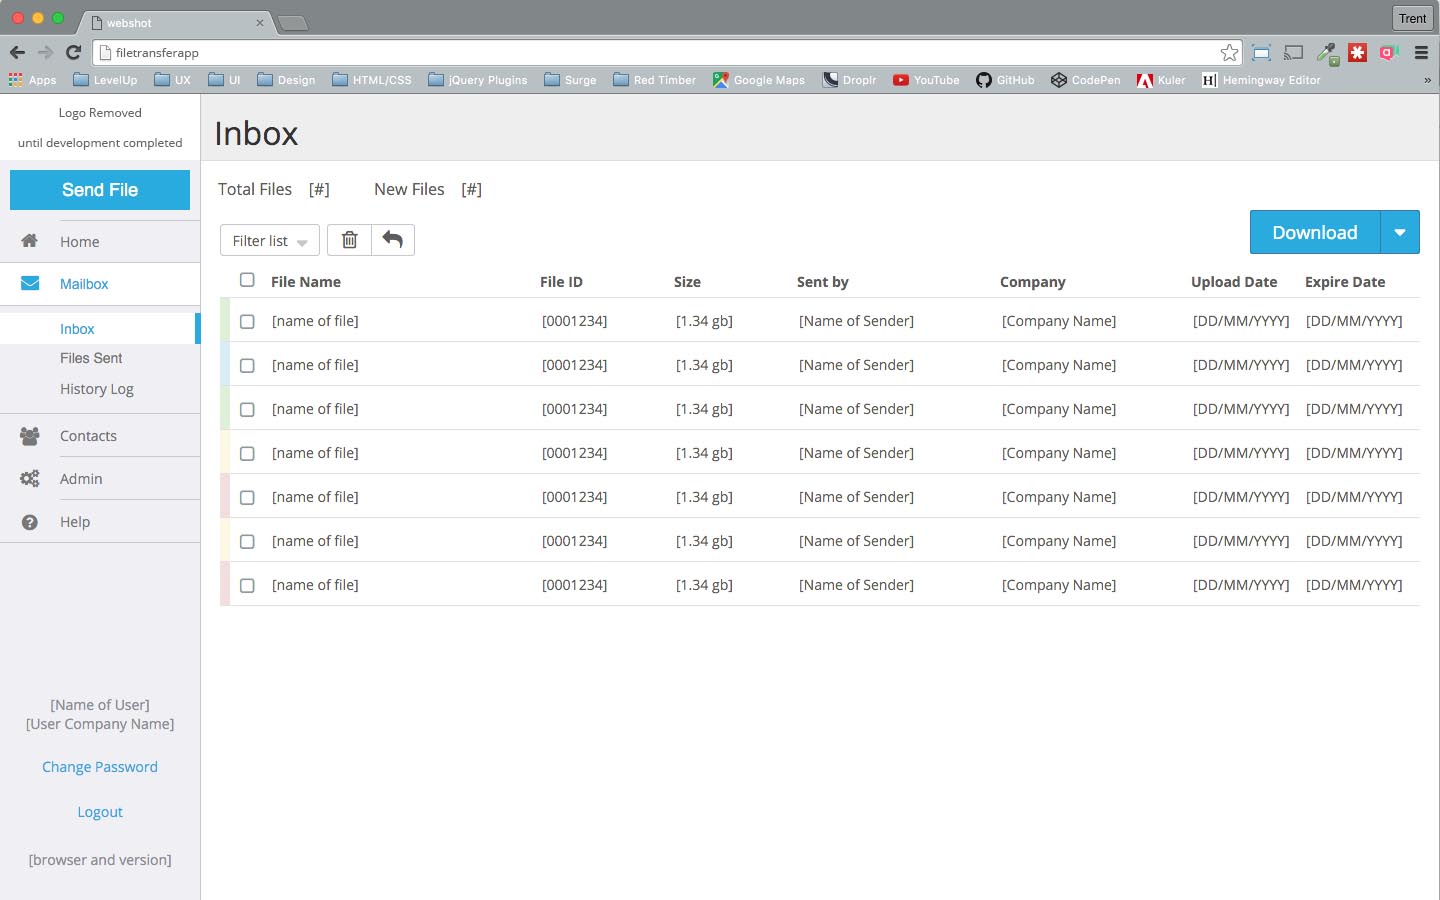 webshot
Trent
filetransferapp
Apps LevelUp UX UI Design HTML/CSS jQuery Plugins Surge Red Timber Google Maps Droplr YouTube GitHub CodePen Kuler Hemingway Editor »
Logo Removed
until development completed
Send File
Home
Mailbox
Inbox
Files Sent
History Log
Contacts
Admin
Help
[Name of User]
[User Company Name]
Change Password
Logout
[browser and version]
Inbox
Total Files [#] New Files [#]
Filter list
Download
File Name File ID Size Sent by Company Upload Date Expire Date
[name of file] [0001234] [1.34 gb] [Name of Sender] [Company Name] [DD/MM/YYYY] [DD/MM/YYYY]
[name of file] [0001234] [1.34 gb] [Name of Sender] [Company Name] [DD/MM/YYYY] [DD/MM/YYYY]
[name of file] [0001234] [1.34 gb] [Name of Sender] [Company Name] [DD/MM/YYYY] [DD/MM/YYYY]
[name of file] [0001234] [1.34 gb] [Name of Sender] [Company Name] [DD/MM/YYYY] [DD/MM/YYYY]
[name of file] [0001234] [1.34 gb] [Name of Sender] [Company Name] [DD/MM/YYYY] [DD/MM/YYYY]
[name of file] [0001234] [1.34 gb] [Name of Sender] [Company Name] [DD/MM/YYYY] [DD/MM/YYYY]
[name of file] [0001234] [1.34 gb] [Name of Sender] [Company Name] [DD/MM/YYYY] [DD/MM/YYYY]